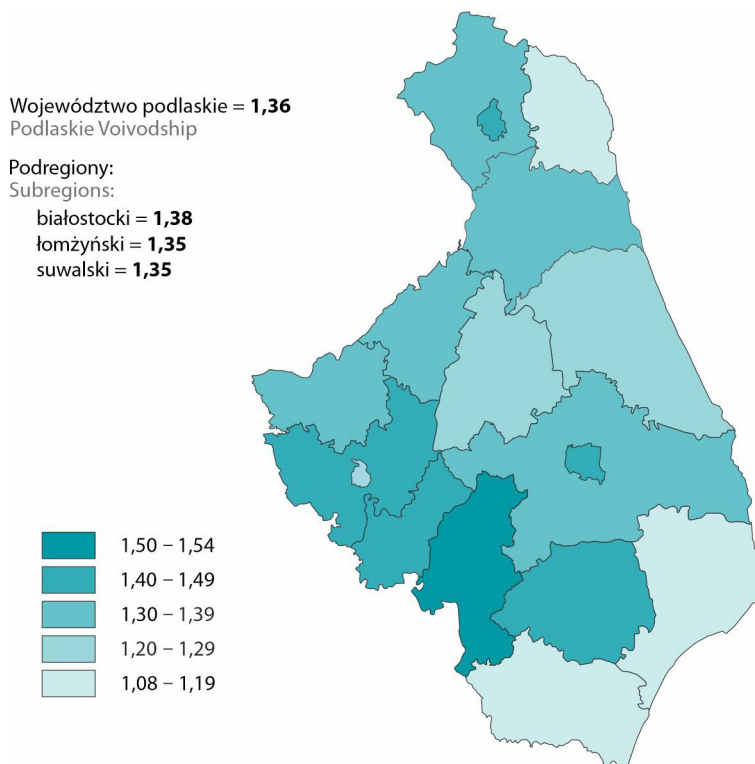 Województwo podlaskie = 1,36
Podlaskie Voivodship
Podregiony:
Subregions:
białostocki = 1,38
łomżyński = 1,35
suwalski = 1,35
1,50 – 1,54
1,40 – 1,49
1,30 – 1,39
1,20 – 1,29
1,08 – 1,19